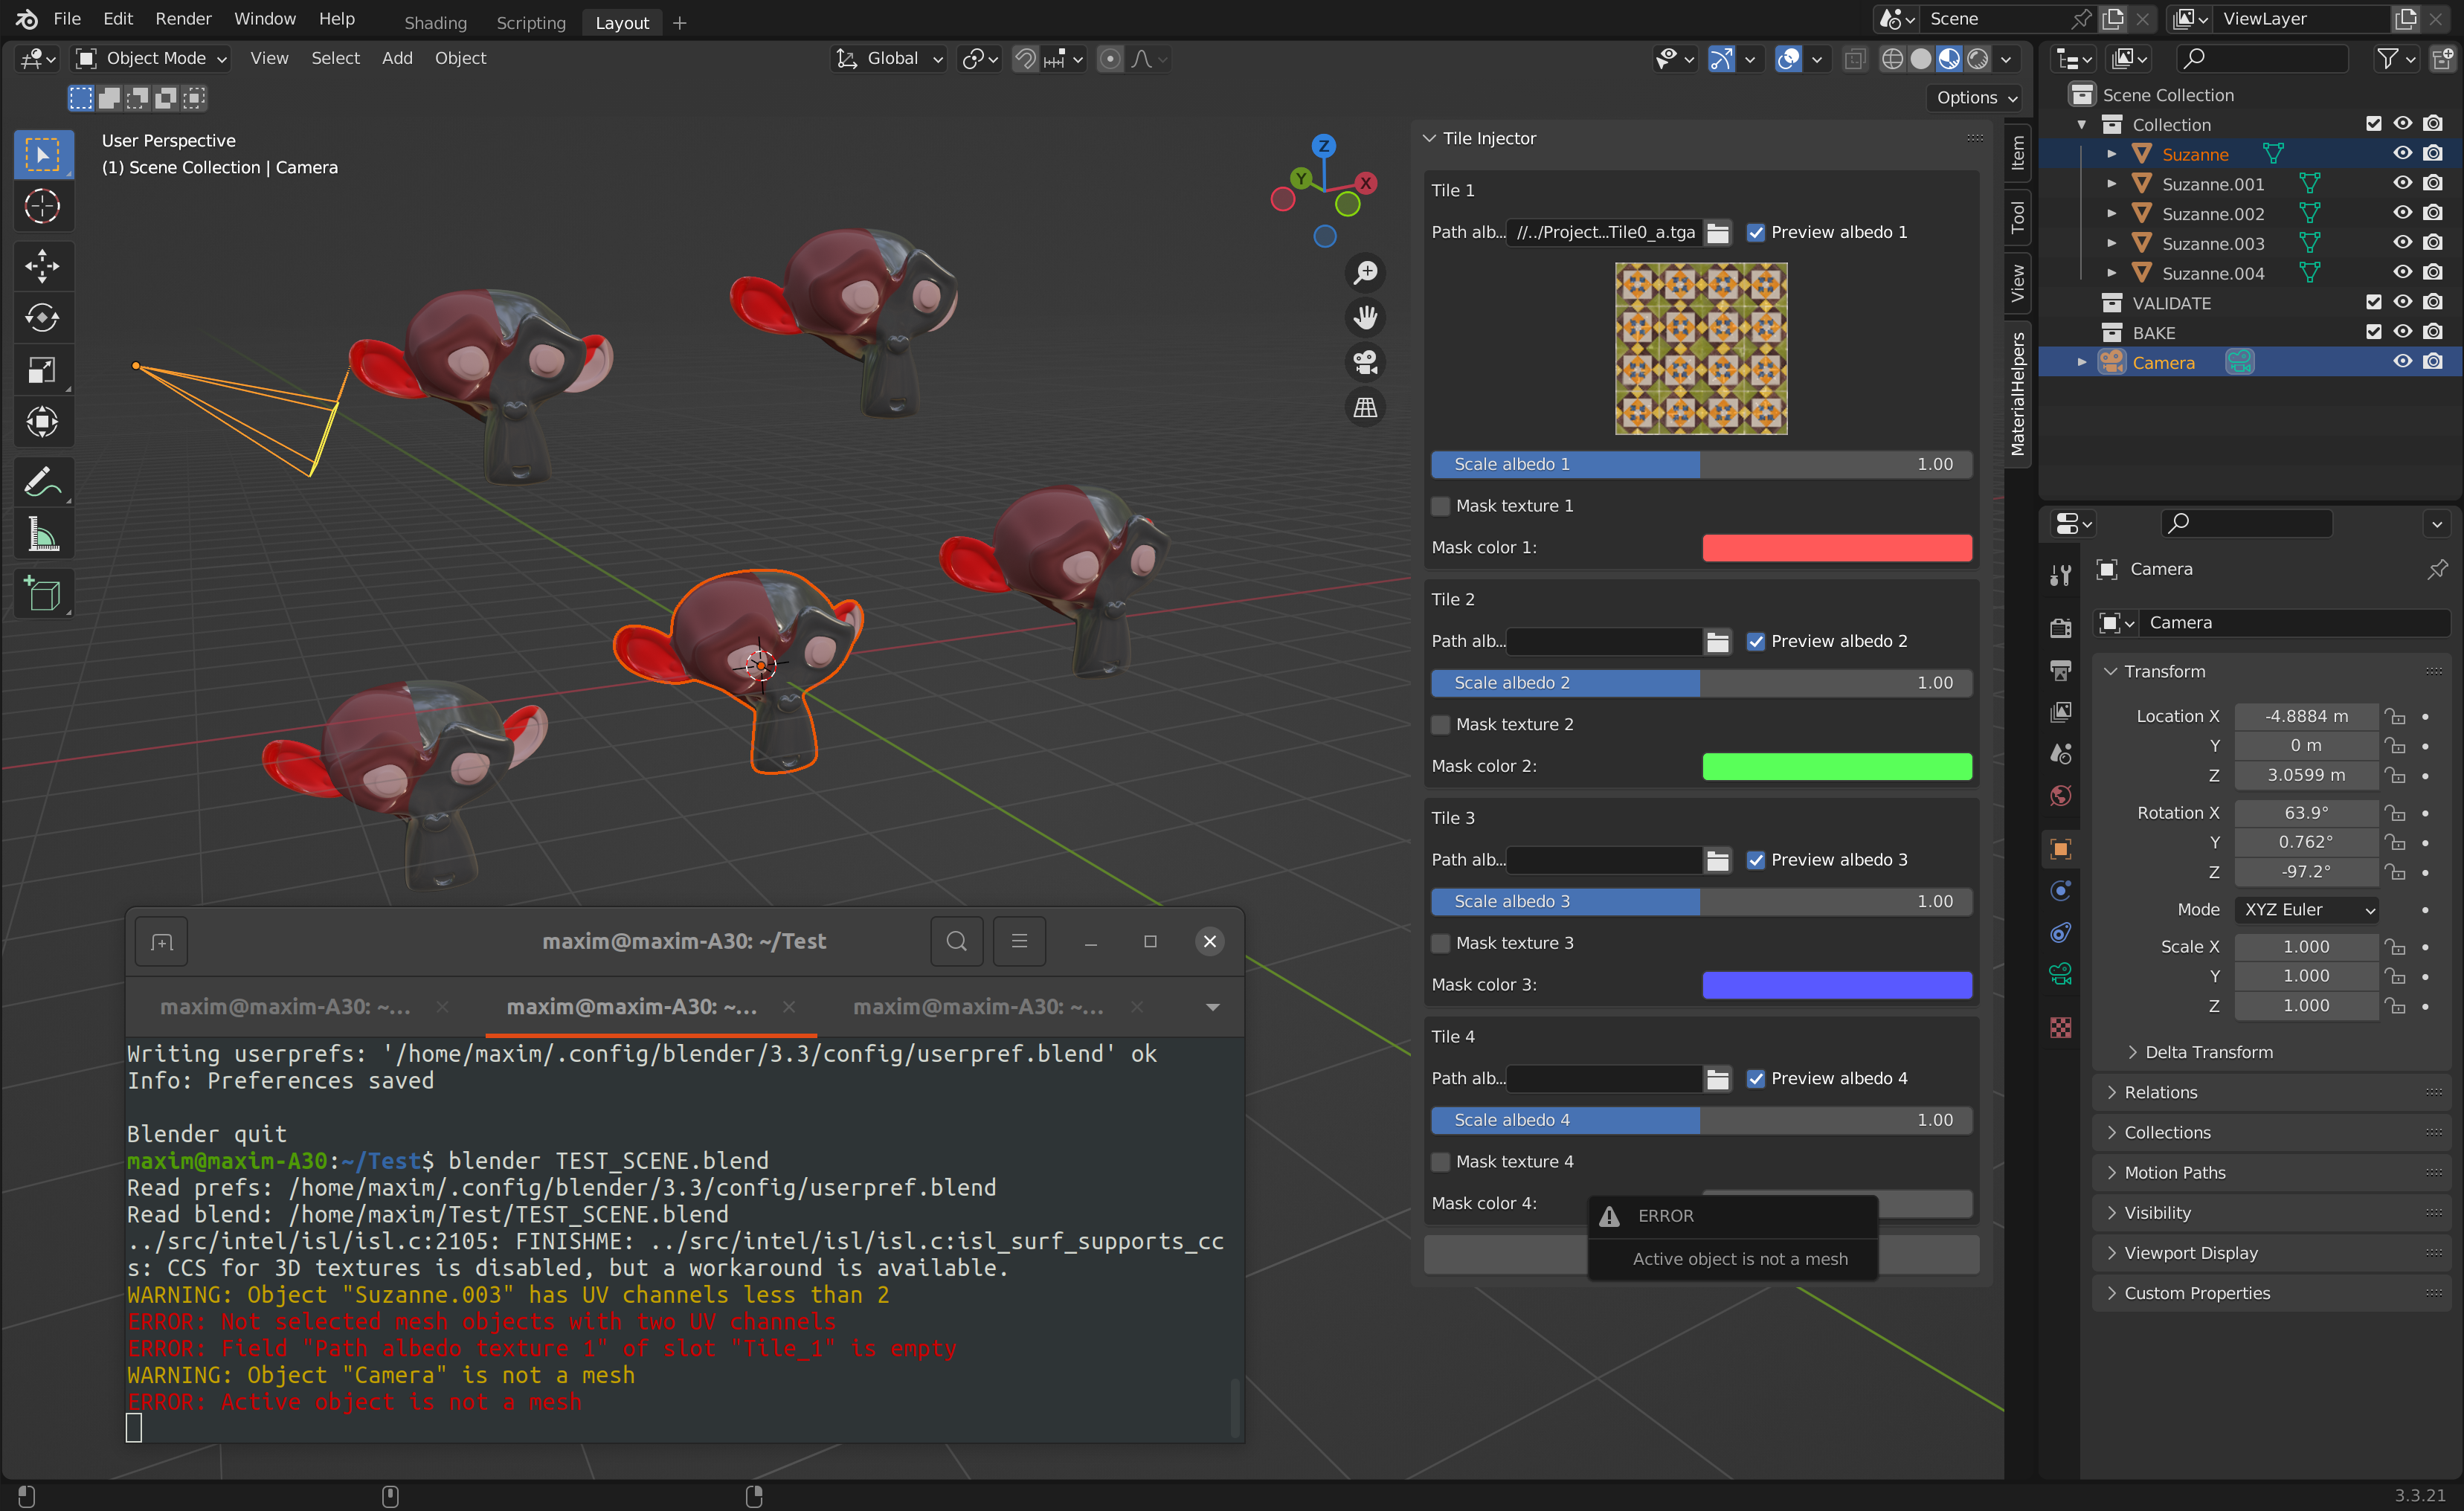 File Edit Render Window Help Shading Scripting Layout
Scene
ViewLayer
Object Mode View Select Add Object
Global
Options
User Perspective
(1) Scene Collection | Camera
Z
Y
X
Item
Tool
View
MaterialHelpers
Tile Injector
Tile 1
Path alb... //../Project...Tile0_a.tga Preview albedo 1
Scale albedo 1 1.00
Mask texture 1
Mask color 1:
Tile 2
Path alb... Preview albedo 2
Scale albedo 2 1.00
Mask texture 2
Mask color 2:
Tile 3
Path alb... Preview albedo 3
Scale albedo 3 1.00
Mask texture 3
Mask color 3:
Tile 4
Path alb... Preview albedo 4
Scale albedo 4 1.00
Mask texture 4
Mask color 4:
ERROR
Active object is not a mesh
Scene Collection
Collection
Suzanne
Suzanne.001
Suzanne.002
Suzanne.003
Suzanne.004
VALIDATE
BAKE
Camera
Camera
Camera
Transform
Location X -4.8884 m
Y 0 m
Z 3.0599 m
Rotation X 63.9°
Y 0.762°
Z -97.2°
Mode XYZ Euler
Scale X 1.000
Y 1.000
Z 1.000
Delta Transform
Relations
Collections
Motion Paths
Visibility
Viewport Display
Custom Properties
maxim@maxim-A30: ~/Test
maxim@maxim-A30: ~... maxim@maxim-A30: ~... maxim@maxim-A30: ~...
Writing userprefs: '/home/maxim/.config/blender/3.3/config/userpref.blend' ok
Info: Preferences saved
Blender quit
maxim@maxim-A30:~/Test$ blender TEST_SCENE.blend
Read prefs: /home/maxim/.config/blender/3.3/config/userpref.blend
Read blend: /home/maxim/Test/TEST_SCENE.blend
../src/intel/isl/isl.c:2105: FINISHME: ../src/intel/isl/isl.c:isl_surf_supports_cc
s: CCS for 3D textures is disabled, but a workaround is available.
WARNING: Object "Suzanne.003" has UV channels less than 2
ERROR: Not selected mesh objects with two UV channels
ERROR: Field "Path albedo texture 1" of slot "Tile_1" is empty
WARNING: Object "Camera" is not a mesh
ERROR: Active object is not a mesh
3.3.21